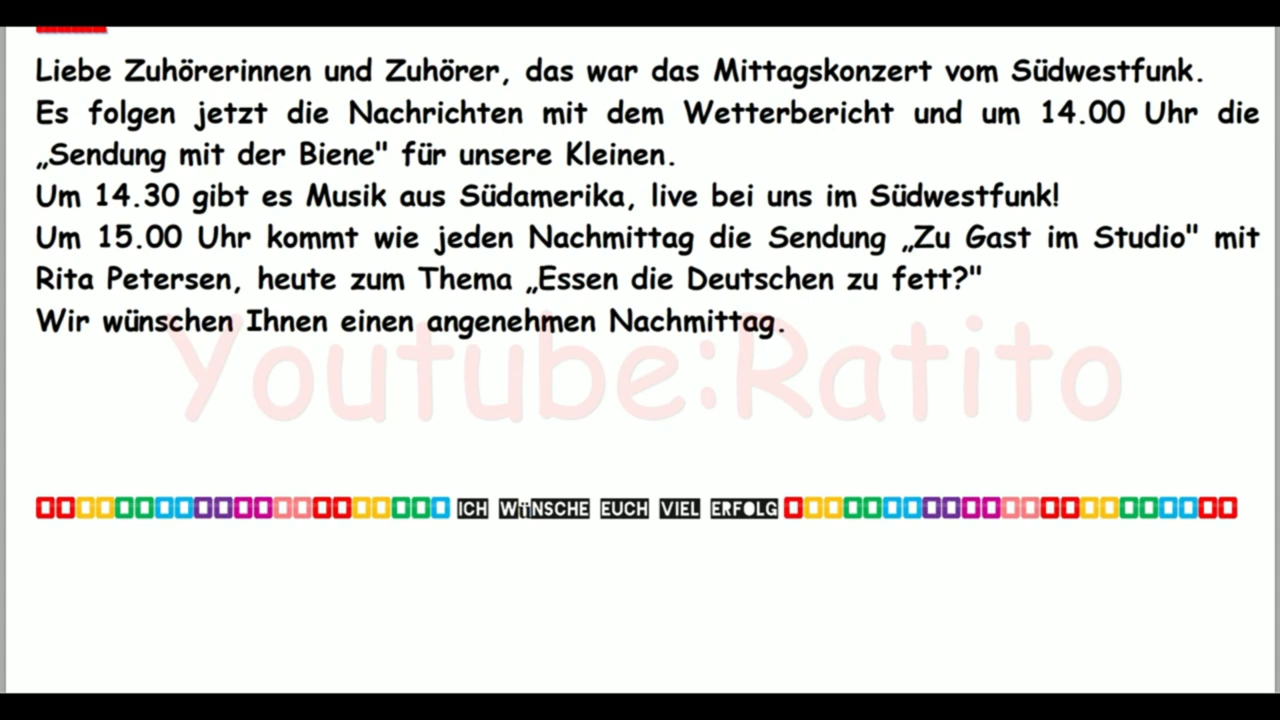 Liebe Zuhörerinnen und Zuhörer, das war das Mittagskonzert vom Südwestfunk.
Es folgen jetzt die Nachrichten mit dem Wetterbericht und um 14.00 Uhr die
„Sendung mit der Biene" für unsere Kleinen.
Um 14.30 gibt es Musik aus Südamerika, live bei uns im Südwestfunk!
Um 15.00 Uhr kommt wie jeden Nachmittag die Sendung „Zu Gast im Studio" mit
Rita Petersen, heute zum Thema „Essen die Deutschen zu fett?"
Wir wünschen Ihnen einen angenehmen Nachmittag.
Youtube:Ratito
ICH WüNSCHE EUCH VIEL ERFOLG